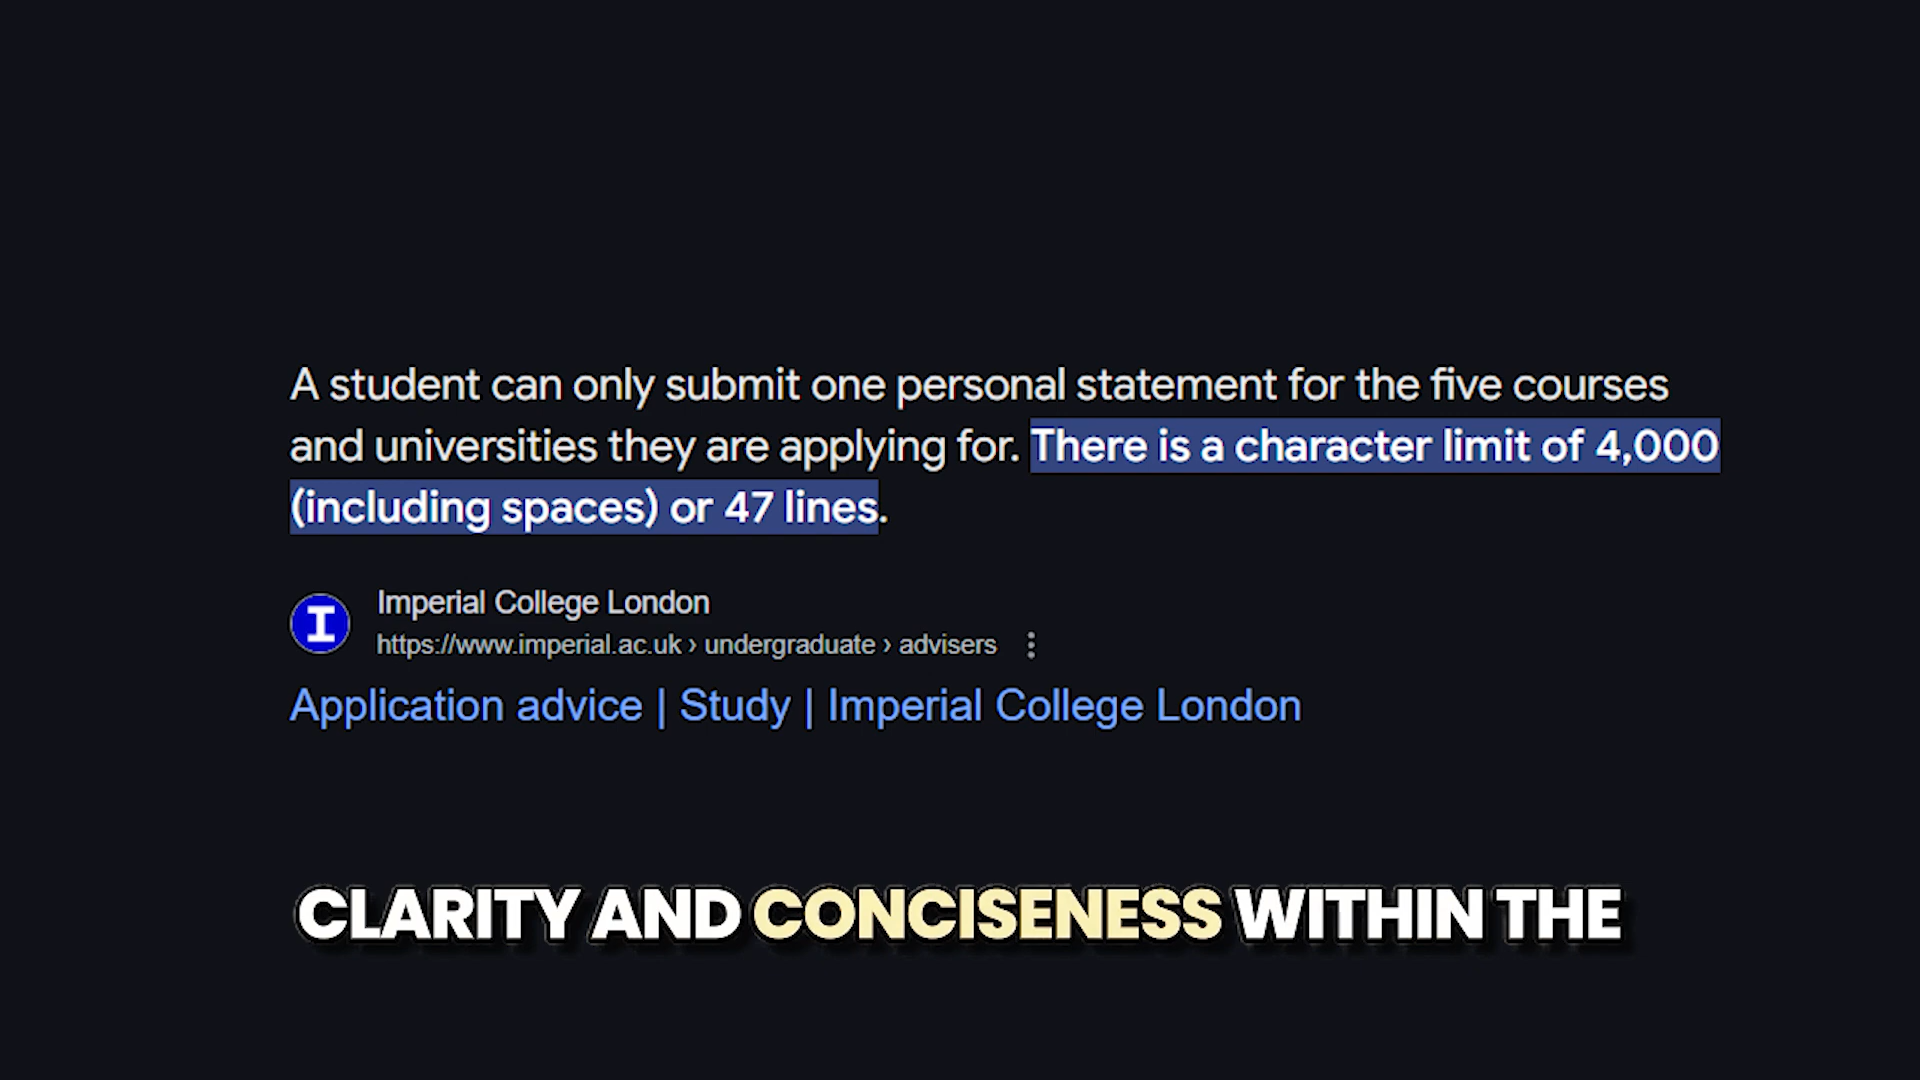 A student can only submit one personal statement for the five courses
and universities they are applying for. There is a character limit of 4,000
(including spaces) or 47 lines.
I
Imperial College London
https://www.imperial.ac.uk › undergraduate › advisers
Application advice | Study | Imperial College London
CLARITY AND CONCISENESS WITHIN THE